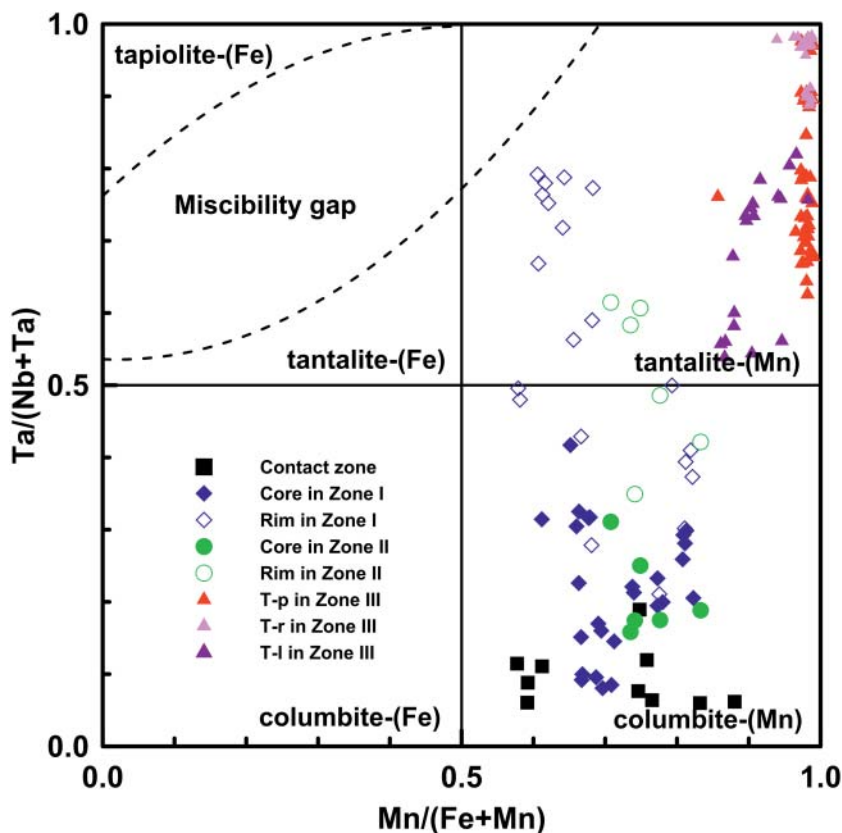 1.0
tapiolite-(Fe)
Miscibility gap
tantalite-(Fe)
tantalite-(Mn)
Ta/(Nb+Ta)
0.5
Contact zone
Core in Zone I
Rim in Zone I
Core in Zone II
Rim in Zone II
T-p in Zone III
T-r in Zone III
T-l in Zone III
columbite-(Fe)
columbite-(Mn)
0.0
0.0
0.5
1.0
Mn/(Fe+Mn)